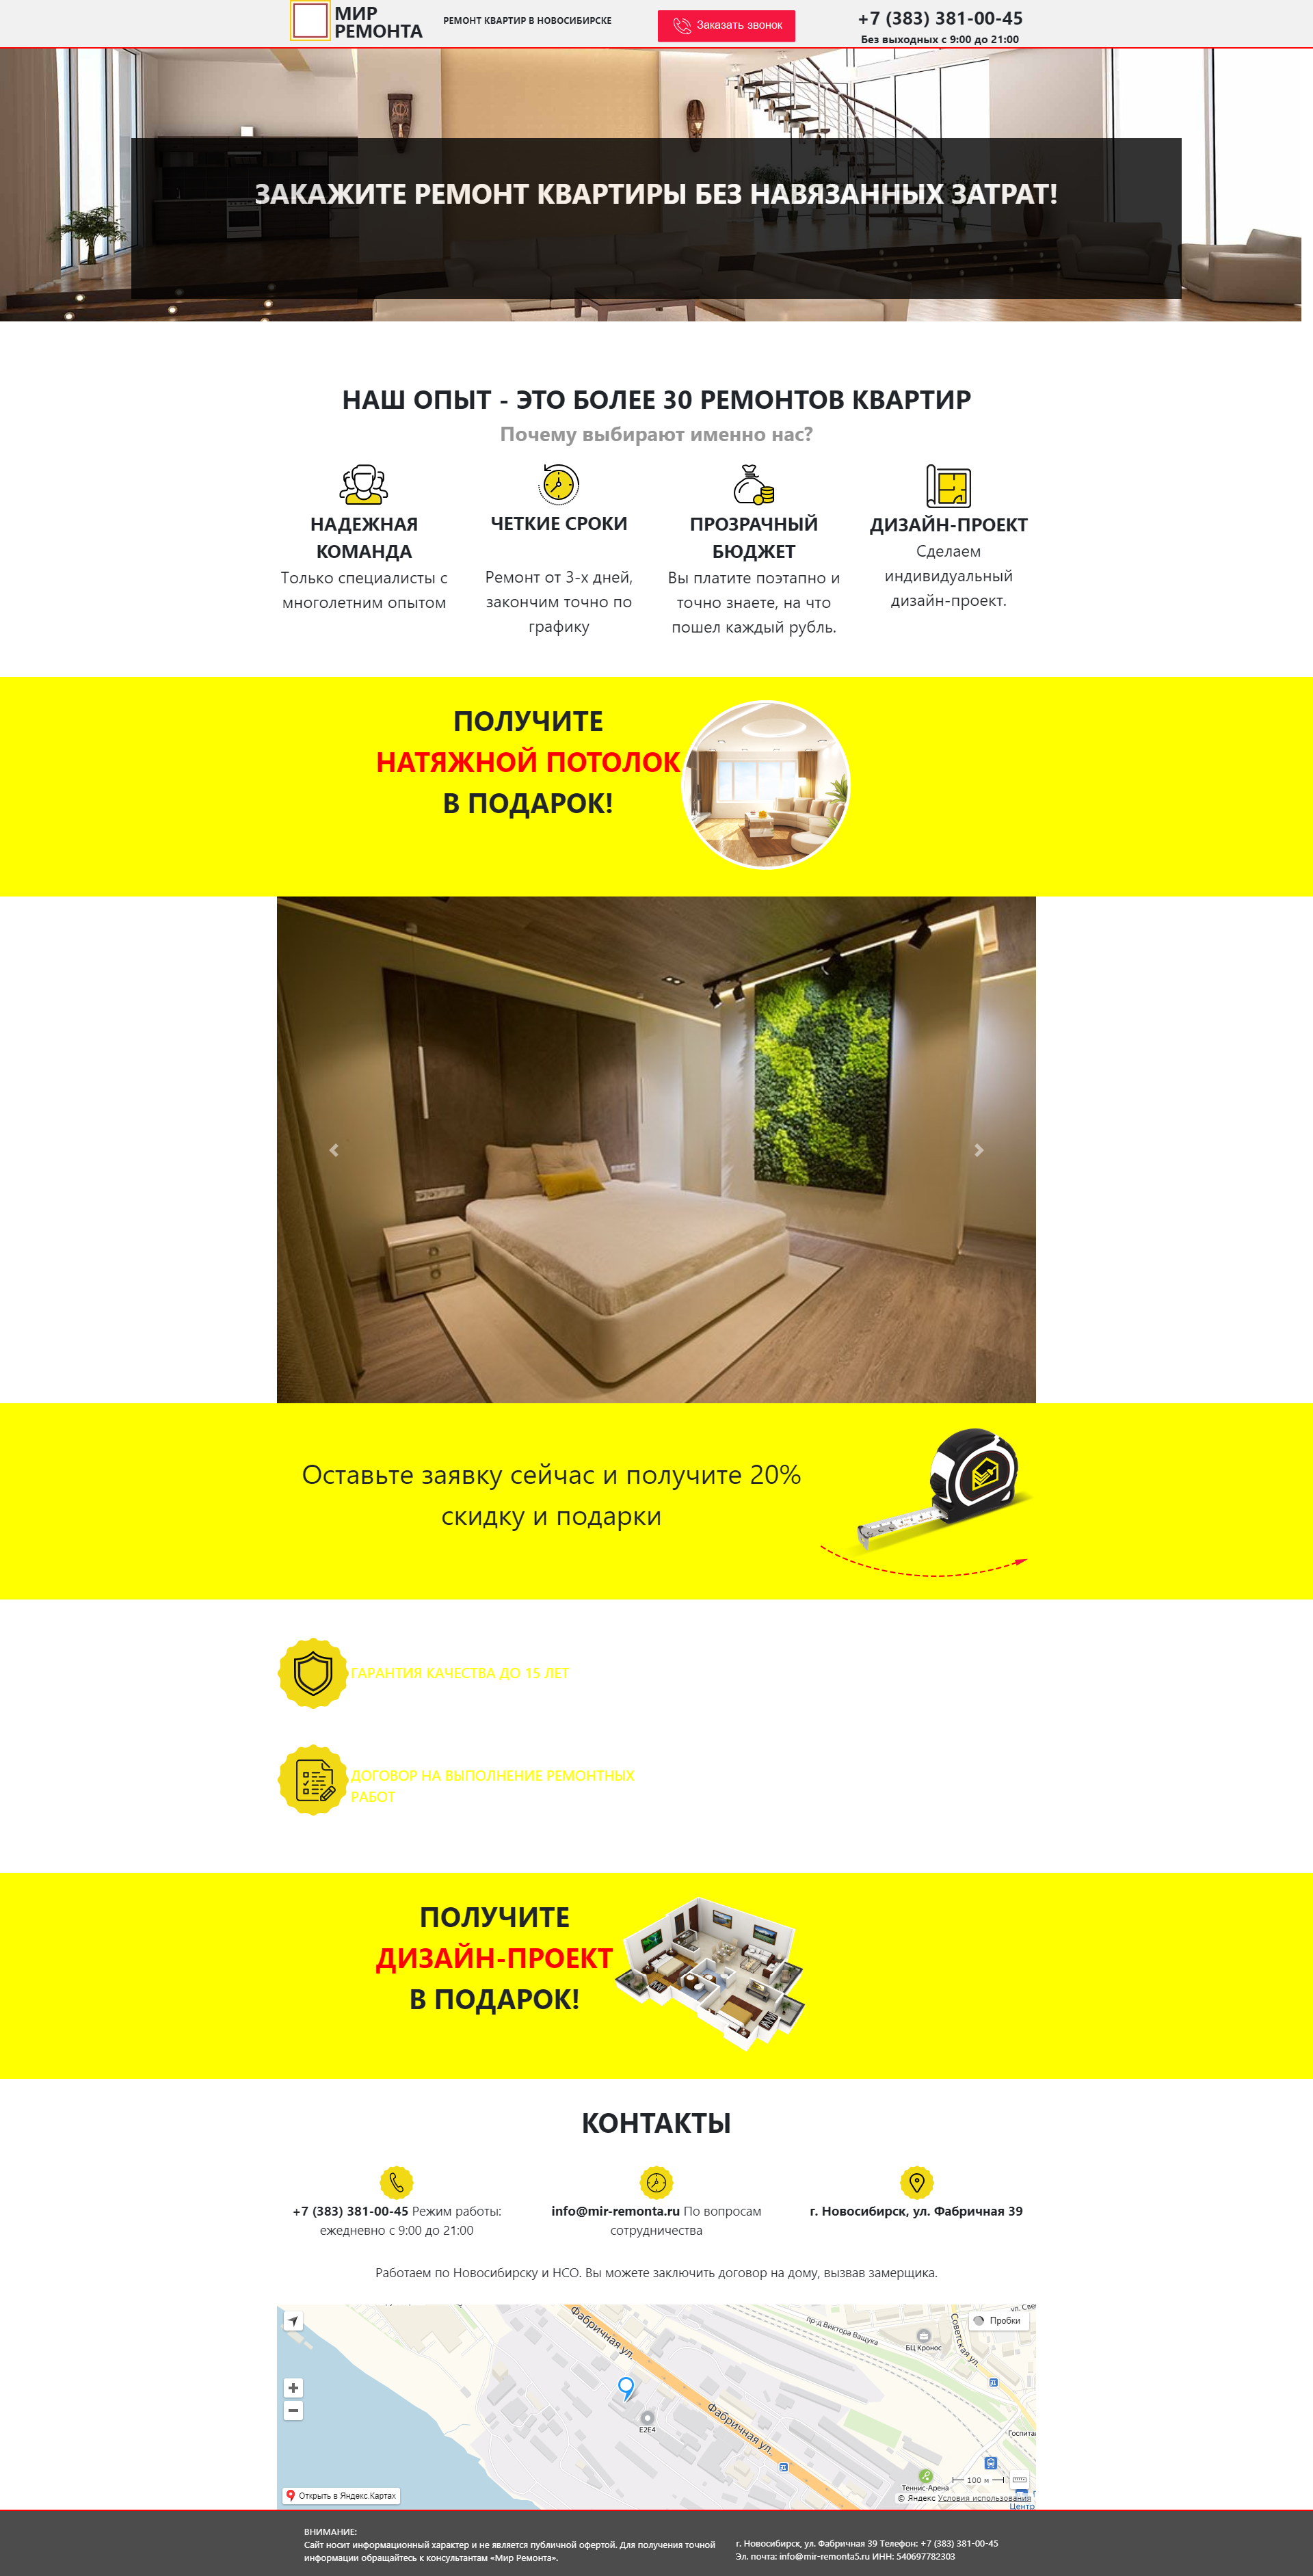 МИР
РЕМОНТА
РЕМОНТ КВАРТИР В НОВОСИБИРСКЕ
Заказать звонок
+7 (383) 381-00-45
Без выходных с 9:00 до 21:00
ЗАКАЖИТЕ РЕМОНТ КВАРТИРЫ БЕЗ НАВЯЗАННЫХ ЗАТРАТ!
НАШ ОПЫТ - ЭТО БОЛЕЕ 30 РЕМОНТОВ КВАРТИР
Почему выбирают именно нас?
НАДЕЖНАЯ
КОМАНДА
Только специалисты с
многолетним опытом
ЧЕТКИЕ СРОКИ
Ремонт от 3-х дней,
закончим точно по
графику
ПРОЗРАЧНЫЙ
БЮДЖЕТ
Вы платите поэтапно и
точно знаете, на что
пошел каждый рубль.
ДИЗАЙН-ПРОЕКТ
Сделаем
индивидуальный
дизайн-проект.
ПОЛУЧИТЕ
НАТЯЖНОЙ ПОТОЛОК
В ПОДАРОК!
Оставьте заявку сейчас и получите 20%
скидку и подарки
ГАРАНТИЯ КАЧЕСТВА ДО 15 ЛЕТ
ДОГОВОР НА ВЫПОЛНЕНИЕ РЕМОНТНЫХ
РАБОТ
ПОЛУЧИТЕ
ДИЗАЙН-ПРОЕКТ
В ПОДАРОК!
КОНТАКТЫ
+7 (383) 381-00-45 Режим работы:
ежедневно с 9:00 до 21:00
info@mir-remonta.ru По вопросам
сотрудничества
г. Новосибирск, ул. Фабричная 39
Работаем по Новосибирску и НСО. Вы можете заключить договор на дому, вызвав замерщика.
Фабричная ул.
пр-д Виктора Ващука
БЦ Кронос
Советская ул.
ул. Све
Пробки
Е2Е4
Фабричная ул.
Госпитал
Теннис-Арена
100 м
Центр
Открыть в Яндекс.Картах
© Яндекс Условия использования
ВНИМАНИЕ:
Сайт носит информационный характер и не является публичной офертой. Для получения точной
информации обращайтесь к консультантам «Мир Ремонта».
г. Новосибирск, ул. Фабричная 39 Телефон: +7 (383) 381-00-45
Эл. почта: info@mir-remonta5.ru ИНН: 540697782303